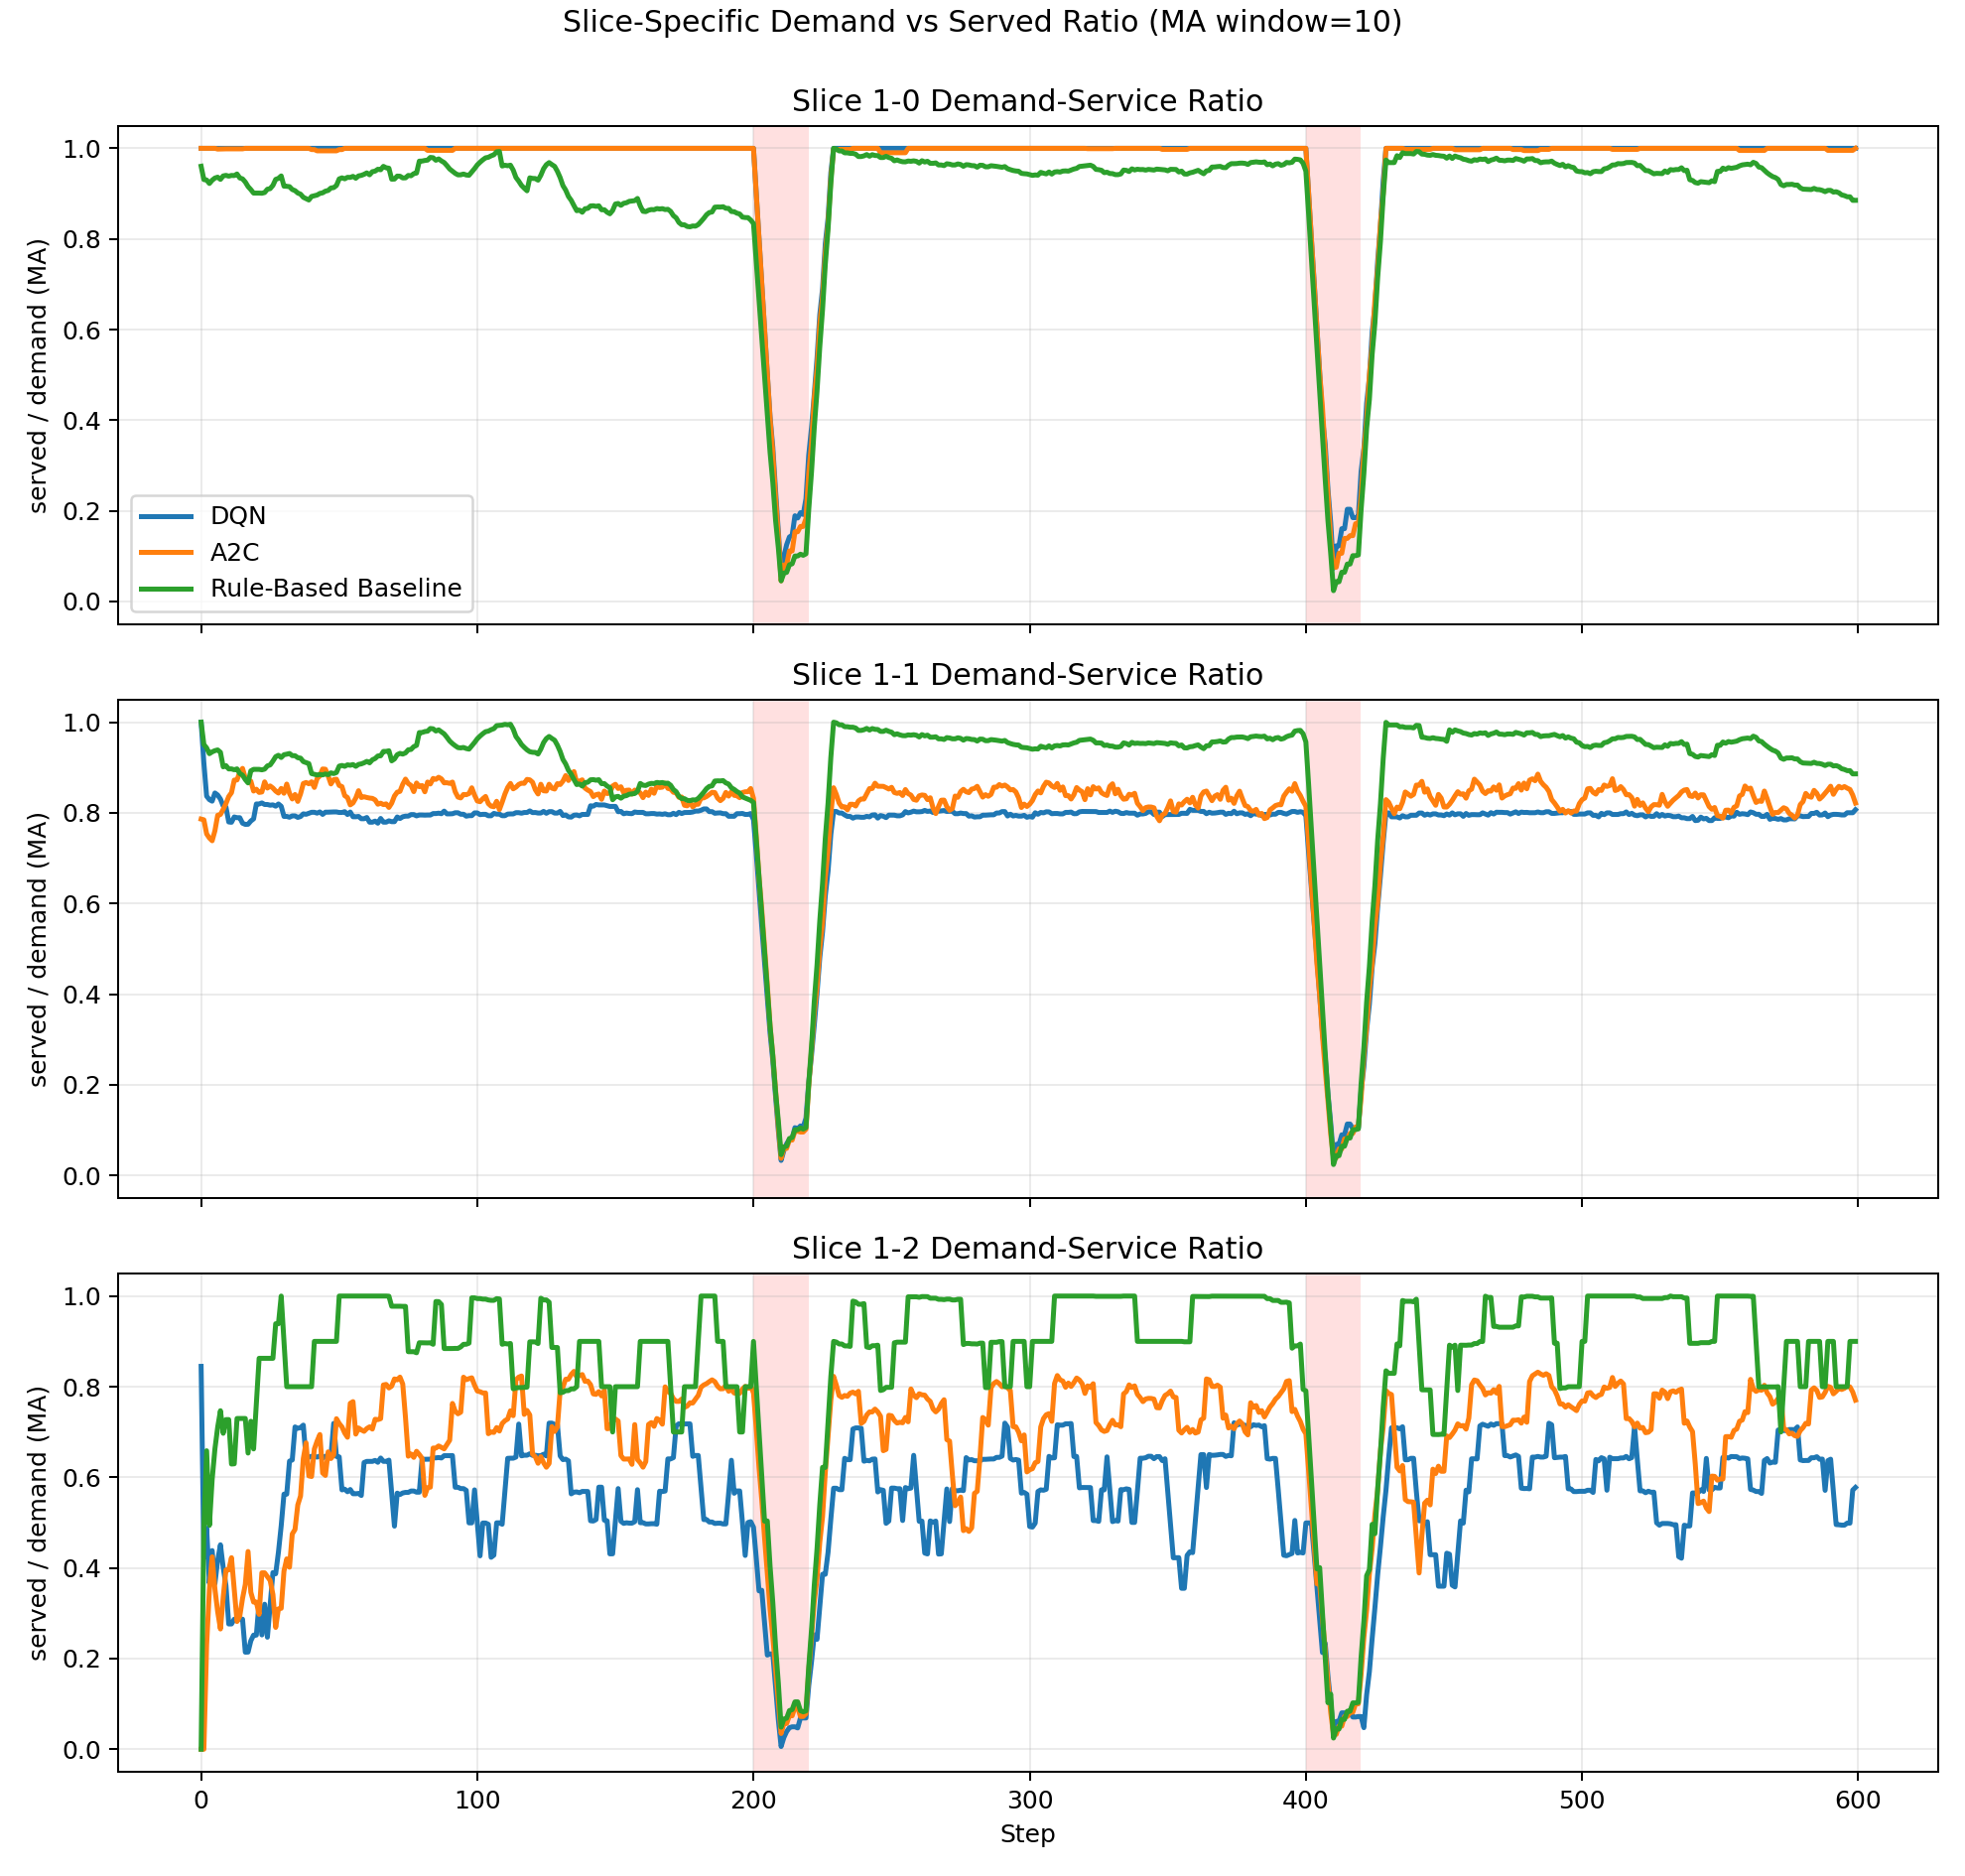 Slice-Specific Demand vs Served Ratio (MA window=10)
Slice 1-0 Demand-Service Ratio
served / demand (MA)
1.0
0.8
0.6
0.4
0.2
0.0
DQN
A2C
Rule-Based Baseline
Slice 1-1 Demand-Service Ratio
served / demand (MA)
1.0
0.8
0.6
0.4
0.2
0.0
Slice 1-2 Demand-Service Ratio
served / demand (MA)
1.0
0.8
0.6
0.4
0.2
0.0
0 100 200 300 400 500 600
Step